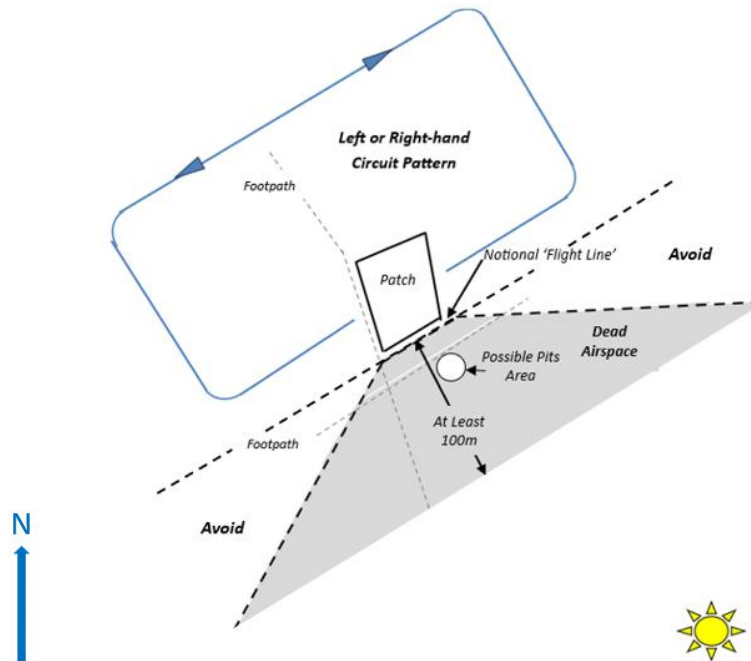 Left or Right-hand
Circuit Pattern
Footpath
Notional ‘Flight Line’
Avoid
Patch
Dead
Airspace
Possible Pits
Area
At Least
100m
Footpath
Avoid
N